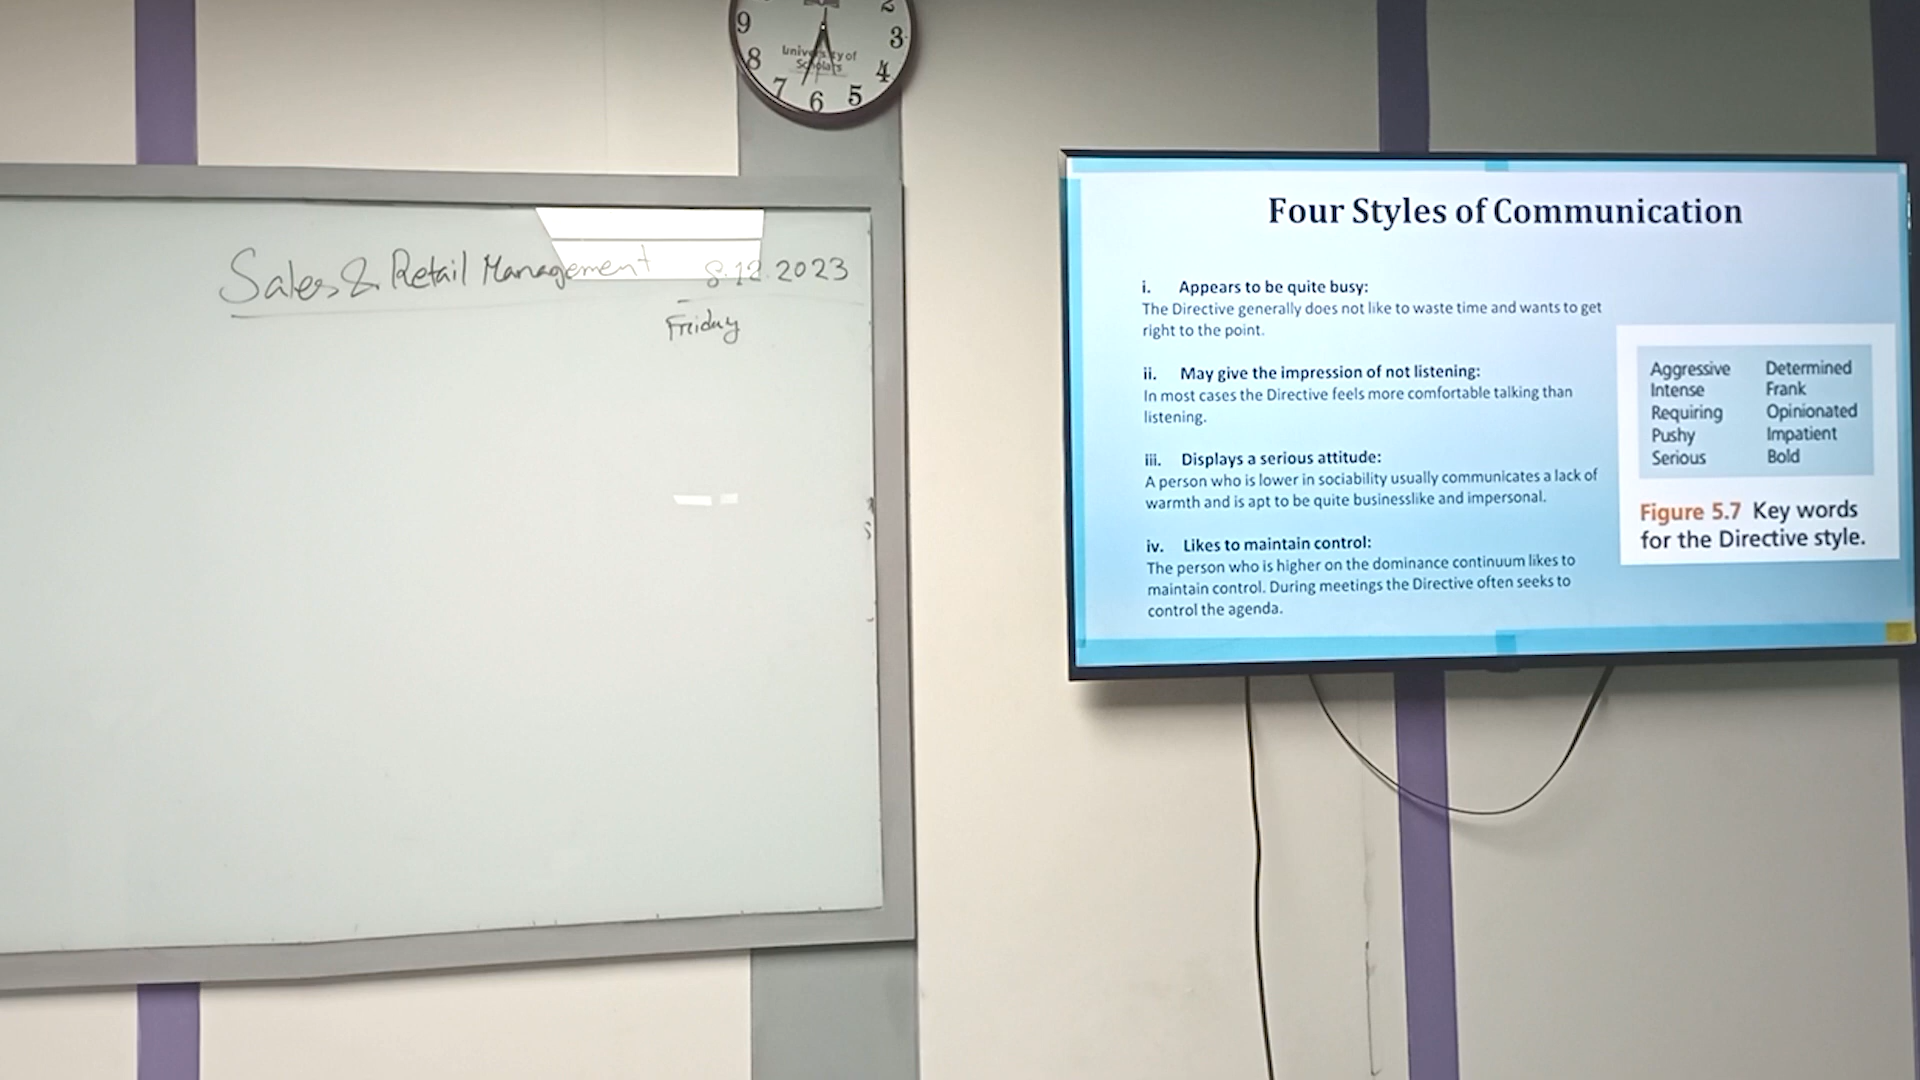 2
9
3
8
4
7
6
5
University of
Scholars
Sales & Retail Management 8.12.2023
Friday
Four Styles of Communication
i. Appears to be quite busy:
The Directive generally does not like to waste time and wants to get
right to the point.
ii. May give the impression of not listening:
In most cases the Directive feels more comfortable talking than
listening.
iii. Displays a serious attitude:
A person who is lower in sociability usually communicates a lack of
warmth and is apt to be quite businesslike and impersonal.
iv. Likes to maintain control:
The person who is higher on the dominance continuum likes to
maintain control. During meetings the Directive often seeks to
control the agenda.
Aggressive Determined
Intense Frank
Requiring Opinionated
Pushy Impatient
Serious Bold
Figure 5.7 Key words
for the Directive style.